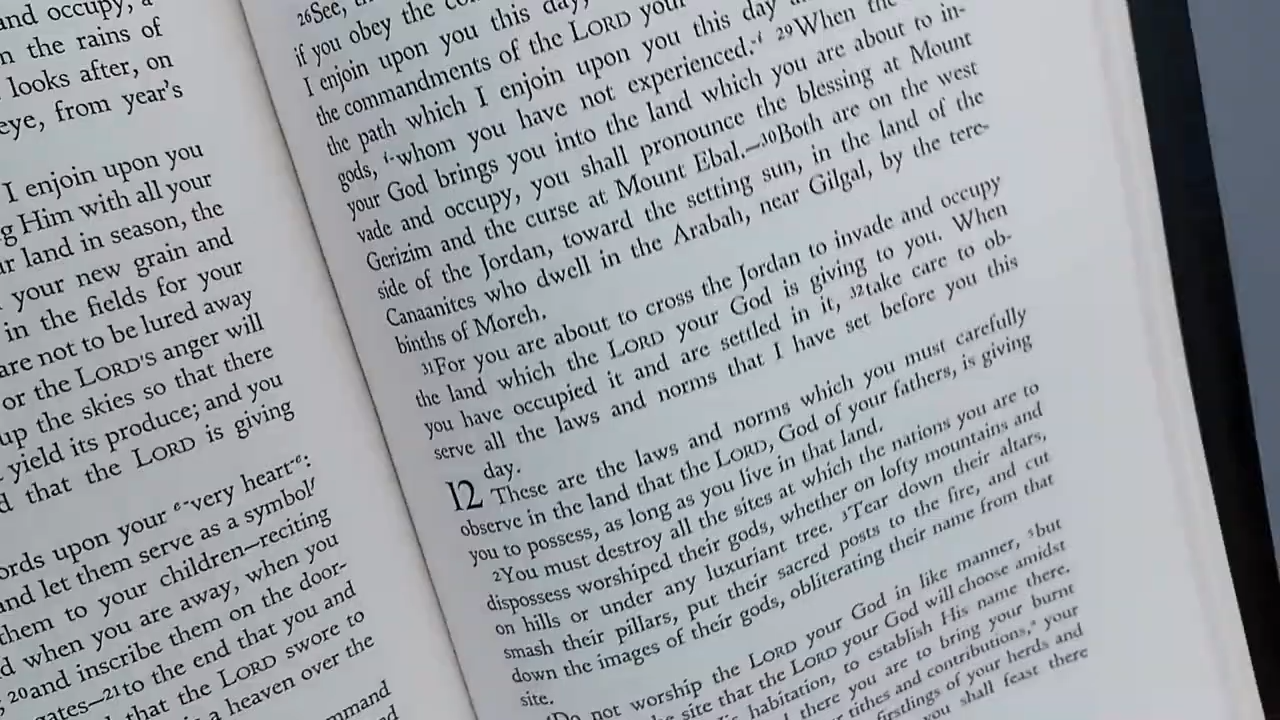 and occupy, a
n the rains of
looks after, on
eye, from year's
I enjoin upon you
g Him with all your
ur land in season, the
your new grain and
in the fields for your
are not to be lured away
or the LORD'S anger will
up the skies so that there
yield its produce; and you
d that the LORD is giving
ords upon your ᵉ⁻very heart⁻ᵉ:
and let them serve as a symbolᶠ
them to your children—reciting
d when you are away, when you
; 20and inscribe them on the door-
gates—21to the end that you and
that the LORD swore to
s a heaven over the
mmand
26See,
if you obey the
I enjoin upon you this day;
the commandments of the LORD your
the path which I enjoin upon you this day
gods, ⁱ⁻whom you have not experienced.⁻ⁱ 29When the
your God brings you into the land which you are about to in-
vade and occupy, you shall pronounce the blessing at Mount
Gerizim and the curse at Mount Ebal.—30Both are on the west
side of the Jordan, toward the setting sun, in the land of the
Canaanites who dwell in the Arabah, near Gilgal, by the tere-
binths of Moreh.
31For you are about to cross the Jordan to invade and occupy
the land which the LORD your God is giving to you. When
you have occupied it and are settled in it, 32take care to ob-
serve all the laws and norms that I have set before you this
day.
12 These are the laws and norms which you must carefully
observe in the land that the LORD, God of your fathers, is giving
you to possess, as long as you live in that land.
2You must destroy all the sites at which the nations you are to
dispossess worshiped their gods, whether on lofty mountains and
on hills or under any luxuriant tree. 3Tear down their altars,
smash their pillars, put their sacred posts to the fire, and cut
down the images of their gods, obliterating their name from that
site.
4Do not worship the LORD your God in like manner, 5but
the site that the LORD your God will choose amidst
habitation, to establish His name there.
there you are to bring your burnt
tithes and contributions,ᵃ your
firstlings of your herds and
you shall feast there